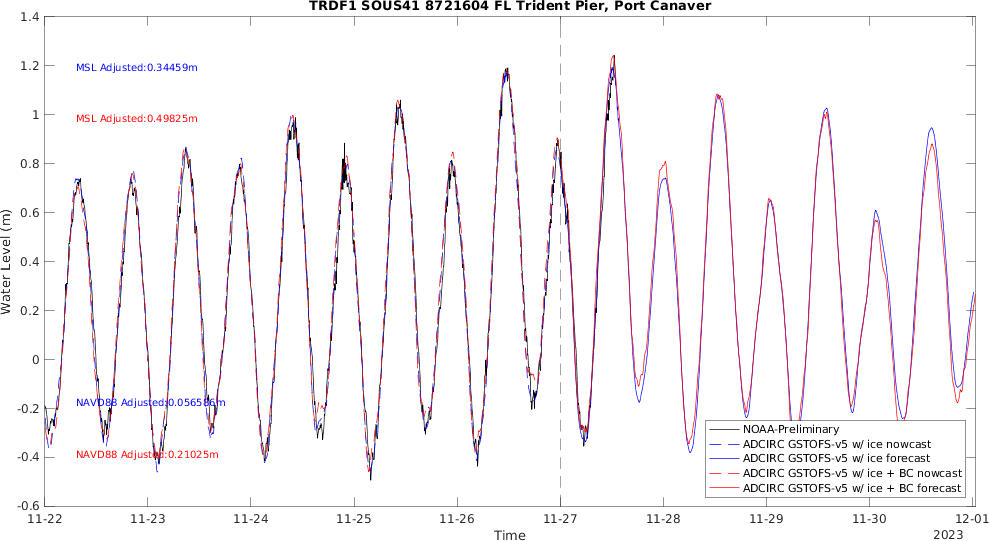 TRDF1 SOUS41 8721604 FL Trident Pier, Port Canaver
1.4
1.2
1
0.8
0.6
0.4
0.2
0
-0.2
-0.4
-0.6
Water Level (m)
MSL Adjusted:0.34459m
MSL Adjusted:0.49825m
NAVD88 Adjusted:0.056586m
NAVD88 Adjusted:0.21025m
NOAA-Preliminary
ADCIRC GSTOFS-v5 w/ ice nowcast
ADCIRC GSTOFS-v5 w/ ice forecast
ADCIRC GSTOFS-v5 w/ ice + BC nowcast
ADCIRC GSTOFS-v5 w/ ice + BC forecast
11-22 11-23 11-24 11-25 11-26 11-27 11-28 11-29 11-30 12-01
Time 2023